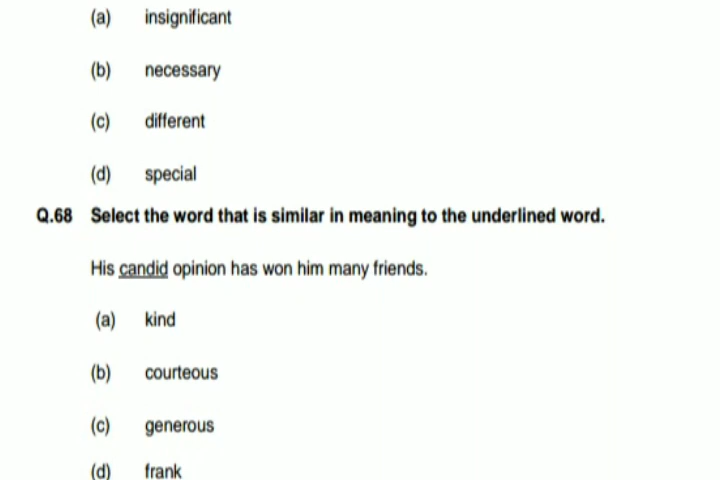 (a) insignificant
(b) necessary
(c) different
(d) special
Q.68 Select the word that is similar in meaning to the underlined word.
His candid opinion has won him many friends.
(a) kind
(b) courteous
(c) generous
(d) frank